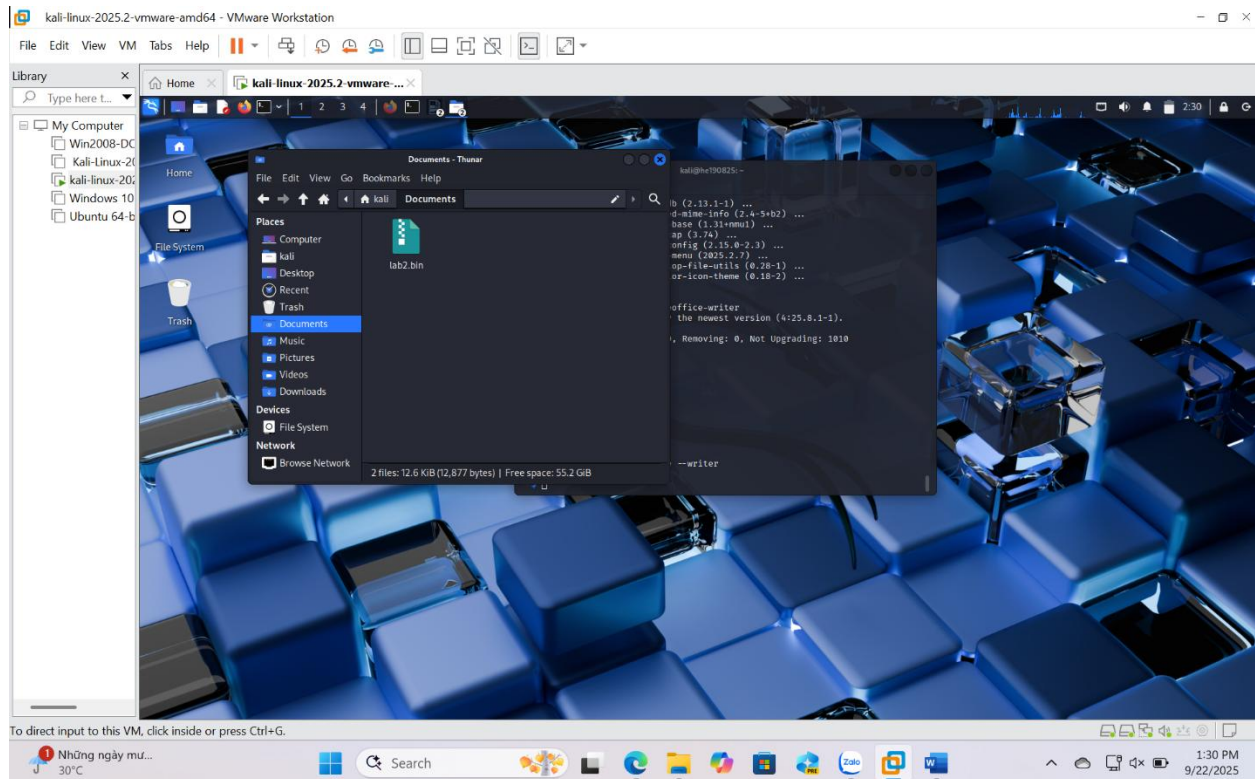 kali-linux-2025.2-vmware-amd64 - VMware Workstation
File Edit View VM Tabs Help
Library
Type here t...
My Computer
Win2008-DC
Kali-Linux-20
kali-linux-202
Windows 10
Ubuntu 64-b
Home
kali-linux-2025.2-vmware-...
1 2 3 4
2:30
Home
File System
Trash
Documents - Thunar
File Edit View Go Bookmarks Help
kali Documents
Places
Computer
kali
Desktop
Recent
Trash
Documents
Music
Pictures
Videos
Downloads
Devices
File System
Network
Browse Network
lab2.bin
2 files: 12.6 KiB (12,877 bytes) | Free space: 55.2 GiB
kali@he190825: ~
lb (2.13.1-1) ...
ed-mime-info (2.4-5+b2) ...
base (1.31+nmu1) ...
ap (3.74) ...
onfig (2.15.0-2.3) ...
menu (2025.2.7) ...
op-file-utils (0.28-1) ...
or-icon-theme (0.18-2) ...
office-writer
the newest version (4:25.8.1-1).
, Removing: 0, Not Upgrading: 1010
--writer
To direct input to this VM, click inside or press Ctrl+G.
1
Những ngày mư...
30°C
Search
PRE
Zalo
1:30 PM
9/22/2025